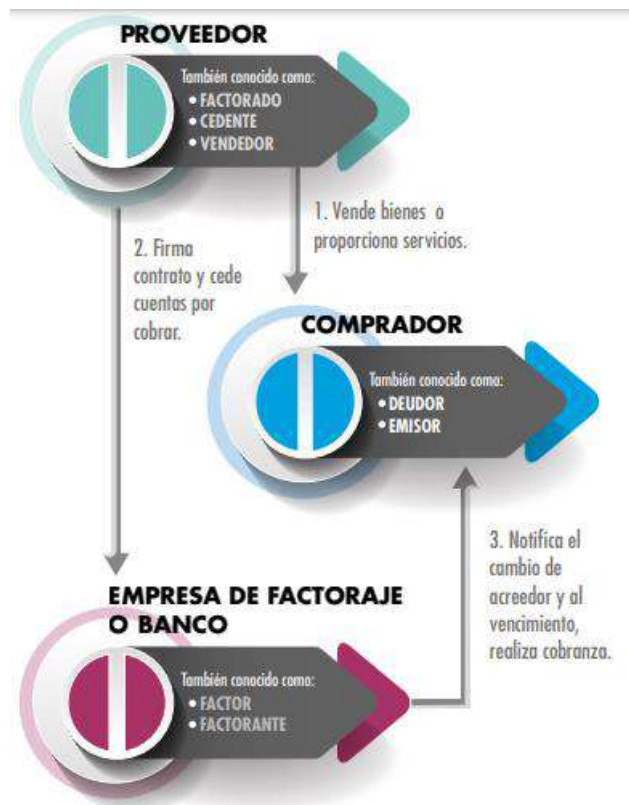 PROVEEDOR
También conocido como:
• FACTORADO
• CEDENTE
• VENDEDOR
1. Vende bienes o
proporciona servicios.
2. Firma
contrato y cede
cuentas por
cobrar.
COMPRADOR
También conocido como:
• DEUDOR
• EMISOR
3. Notifica el
cambio de
acreedor y al
vencimiento,
realiza cobranza.
EMPRESA DE FACTORAJE
O BANCO
También conocido como:
• FACTOR
• FACTORANTE